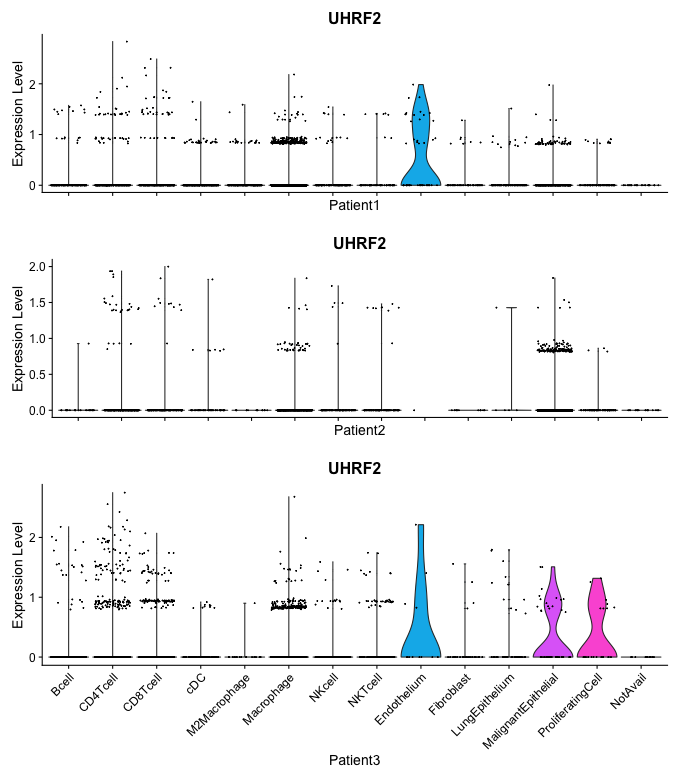 UHRF2
Expression Level
2
1
0
Patient1
UHRF2
Expression Level
2.0
1.5
1.0
0.5
0.0
Patient2
UHRF2
Expression Level
2
1
0
Bcell
CD4Tcell
CD8Tcell
cDC
M2Macrophage
Macrophage
NKcell
NKTcell
Endothelium
Fibroblast
LungEpithelium
MalignantEpithelial
ProliferatingCell
NotAvail
Patient3